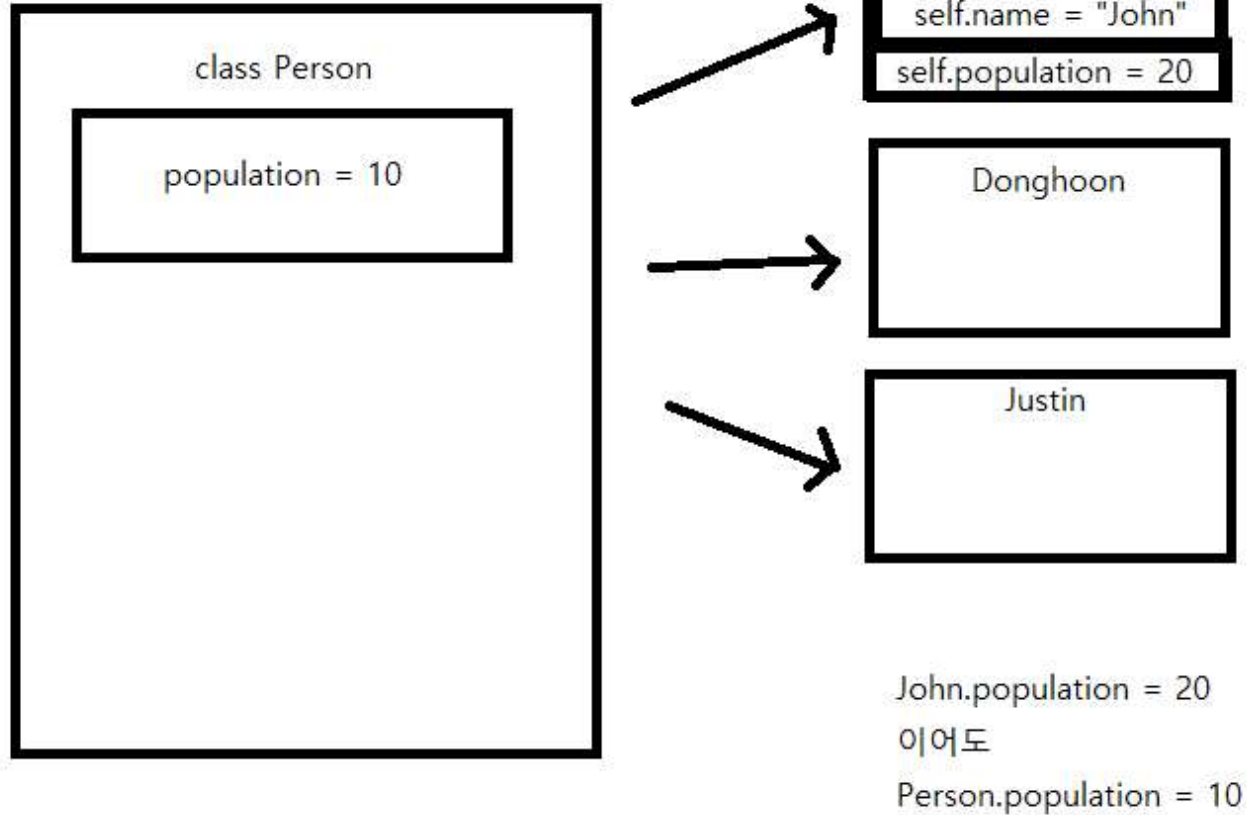 class Person
population = 10
self.name = "John"
self.population = 20
Donghoon
Justin
John.population = 20
이어도
Person.population = 10